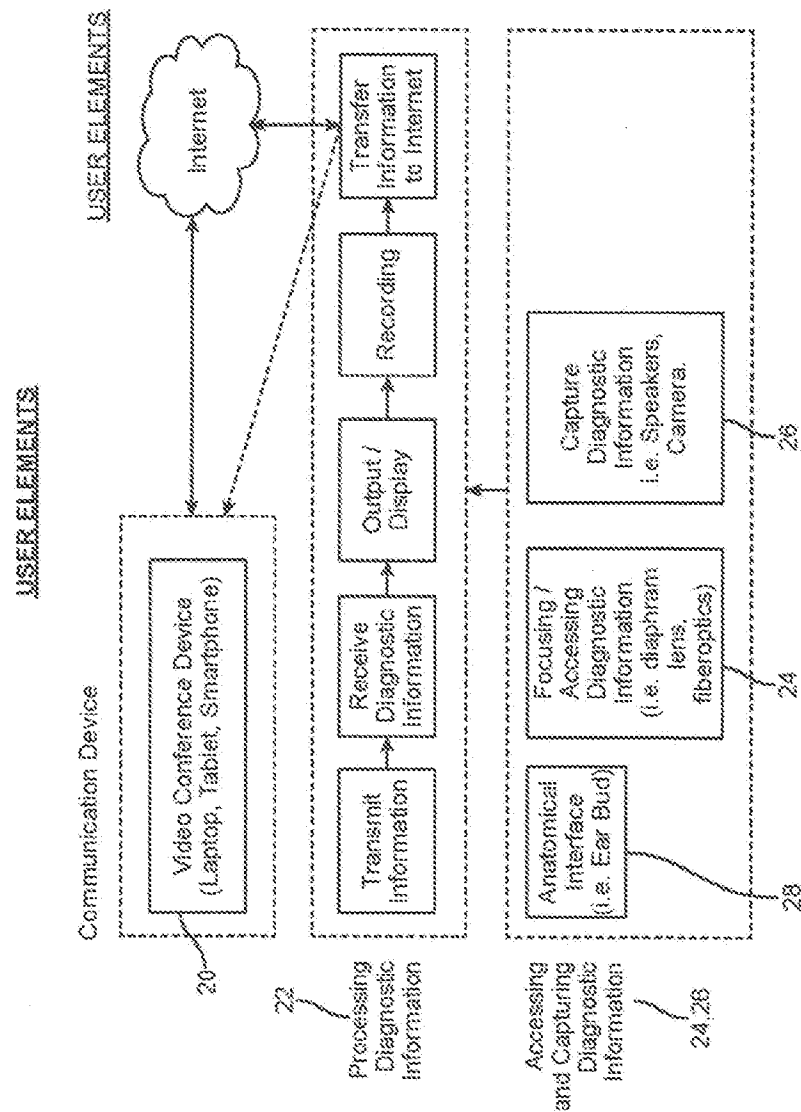 USER ELEMENTS
USER ELEMENTS
Communication Device
Video Conference Device
(Laptop, Tablet, Smartphone)
20
Internet
22
Processing
Diagnostic
Information
Transmit
Information
Receive
Diagnostic
Information
Output /
Display
Recording
Transfer
Information
to Internet
Accessing
and Capturing
Diagnostic
Information
24,26
Anatomical
Interface
(i.e. Ear Bud)
28
Focusing /
Accessing
Diagnostic
Information
(i.e. diaphram
lens,
fiberoptics)
24
Capture
Diagnostic
Information
i.e. Speakers,
Camera.
26